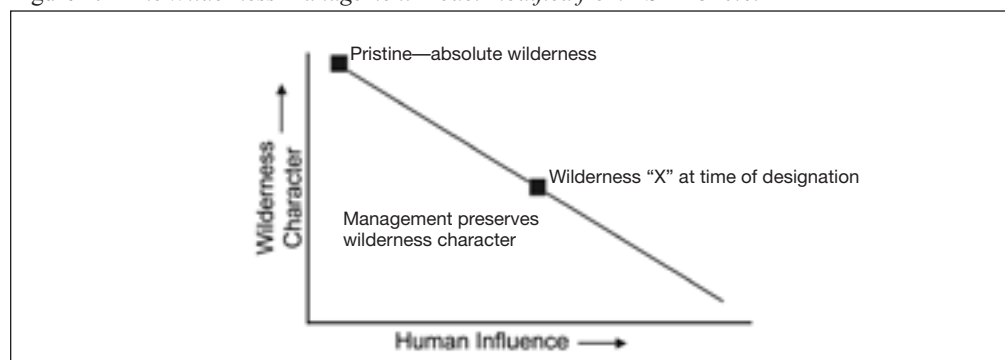 Pristine—absolute wilderness
Wilderness “X” at time of designation
Management preserves
wilderness character
Wilderness
Character
Human Influence